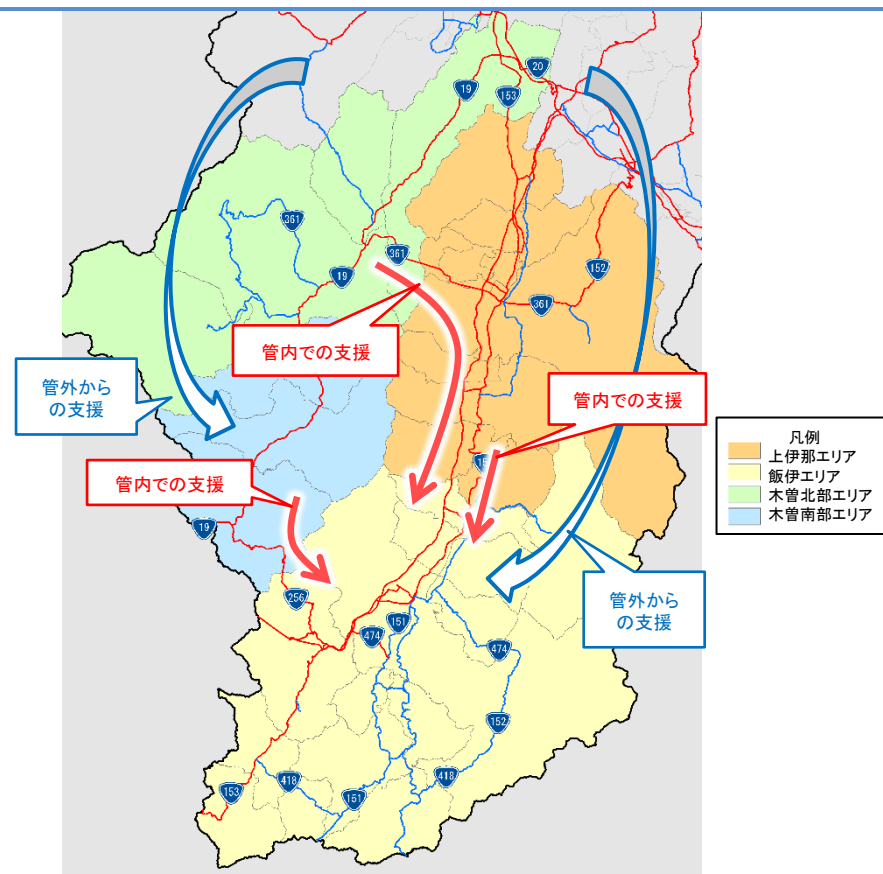 20
19
153
361
361
19
152
361
管内での支援
管外から
の支援
管内での支援
凡例
上伊那エリア
飯伊エリア
木曽北部エリア
木曽南部エリア
管内での支援
19
256
管外から
の支援
151
474
474
152
418
418
153
151